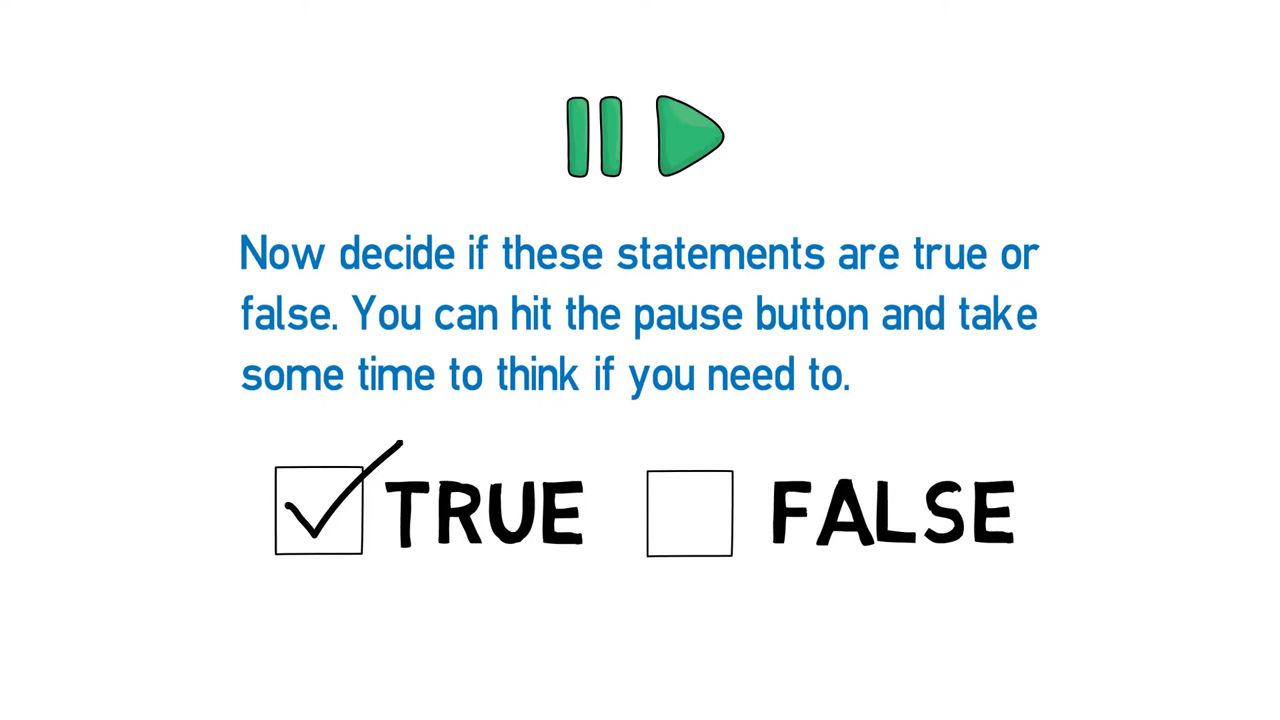 Now decide if these statements are true or
false. You can hit the pause button and take
some time to think if you need to.
TRUE FALSE